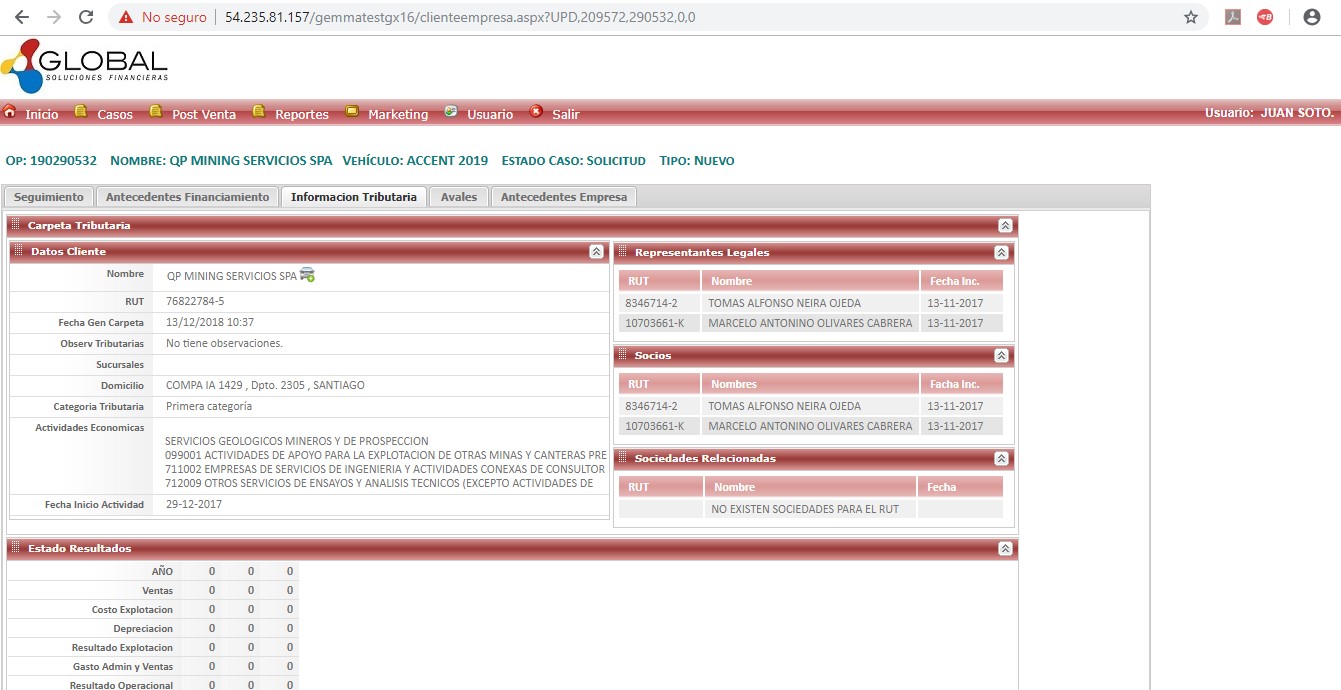 No seguro 54.235.81.157/gemmatestgx16/clienteempresa.aspx?UPD,209572,290532,0,0
GLOBAL
SOLUCIONES FINANCIERAS
Inicio Casos Post Venta Reportes Marketing Usuario Salir Usuario: JUAN SOTO.
OP: 190290532 NOMBRE: QP MINING SERVICIOS SPA VEHÍCULO: ACCENT 2019 ESTADO CASO: SOLICITUD TIPO: NUEVO
Seguimiento Antecedentes Financiamiento Informacion Tributaria Avales Antecedentes Empresa
Carpeta Tributaria
Datos Cliente
Nombre QP MINING SERVICIOS SPA
RUT 76822784-5
Fecha Gen Carpeta 13/12/2018 10:37
Observ Tributarias No tiene observaciones.
Sucursales
Domicilio COMPA IA 1429 , Dpto. 2305 , SANTIAGO
Categoria Tributaria Primera categoría
Actividades Economicas
SERVICIOS GEOLOGICOS MINEROS Y DE PROSPECCION
099001 ACTIVIDADES DE APOYO PARA LA EXPLOTACION DE OTRAS MINAS Y CANTERAS PRE
711002 EMPRESAS DE SERVICIOS DE INGENIERIA Y ACTIVIDADES CONEXAS DE CONSULTOR
712009 OTROS SERVICIOS DE ENSAYOS Y ANALISIS TECNICOS (EXCEPTO ACTIVIDADES DE
Fecha Inicio Actividad 29-12-2017
Representantes Legales
RUT Nombre Fecha Inc.
8346714-2 TOMAS ALFONSO NEIRA OJEDA 13-11-2017
10703661-K MARCELO ANTONINO OLIVARES CABRERA 13-11-2017
Socios
RUT Nombres Facha Inc.
8346714-2 TOMAS ALFONSO NEIRA OJEDA 13-11-2017
10703661-K MARCELO ANTONINO OLIVARES CABRERA 13-11-2017
Sociedades Relacionadas
RUT Nombre Fecha
NO EXISTEN SOCIEDADES PARA EL RUT
Estado Resultados
AÑO 0 0 0
Ventas 0 0 0
Costo Explotacion 0 0 0
Depreciacion 0 0 0
Resultado Explotacion 0 0 0
Gasto Admin y Ventas 0 0 0
Resultado Operacional 0 0 0